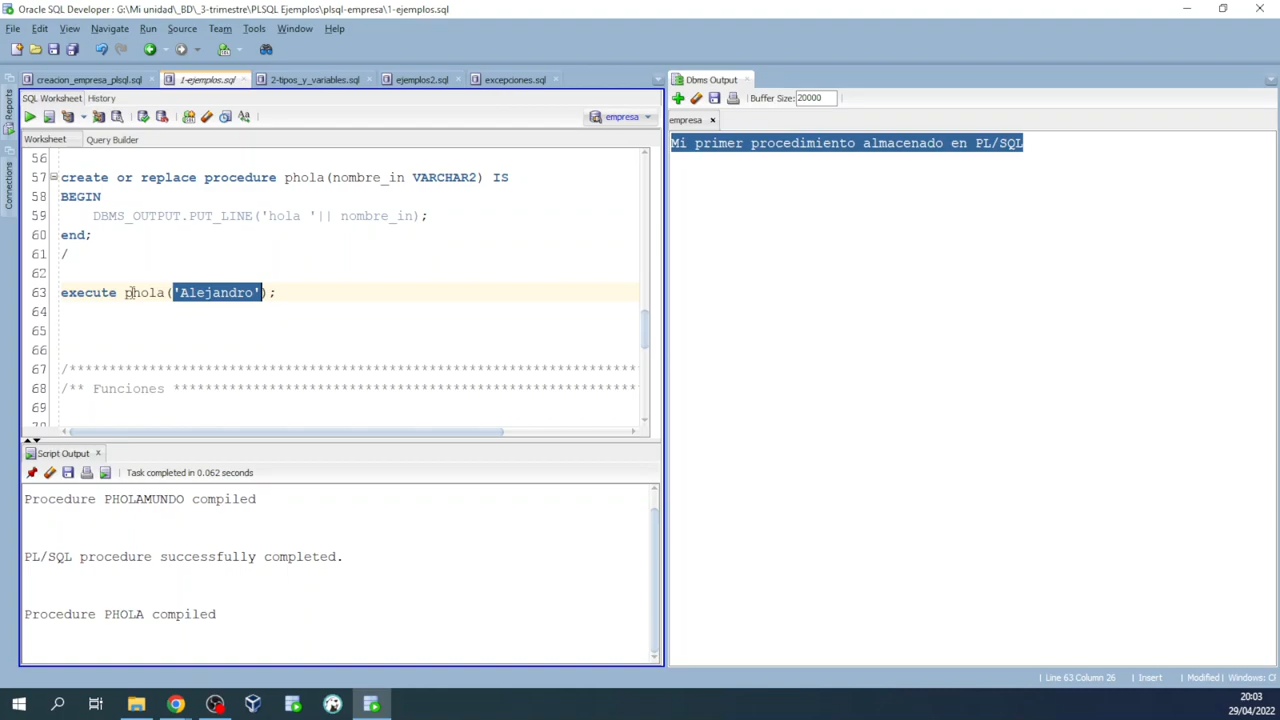 Oracle SQL Developer : G:\Mi unidad\_BD\_3-trimestre\PLSQL Ejemplos\plsql-empresa\1-ejemplos.sql
File Edit View Navigate Run Source Team Tools Window Help
creacion_empresa_plsql.sql 1-ejemplos.sql 2-tipos_y_variables.sql ejemplos2.sql excepciones.sql
Dbms Output
SQL Worksheet History
Buffer Size: 20000
empresa
empresa
Worksheet Query Builder
Reports
Connections
56
57 create or replace procedure phola(nombre_in VARCHAR2) IS
58 BEGIN
59 DBMS_OUTPUT.PUT_LINE('hola '|| nombre_in);
60 end;
61 /
62
63 execute phola('Alejandro');
64
65
66
67 /************************************************************************
68 /** Funciones **********************************************************
69
Mi primer procedimiento almacenado en PL/SQL
Script Output
Task completed in 0.062 seconds
Procedure PHOLAMUNDO compiled
PL/SQL procedure successfully completed.
Procedure PHOLA compiled
Line 63 Column 26 Insert Modified Windows: Cl
20:03
29/04/2022